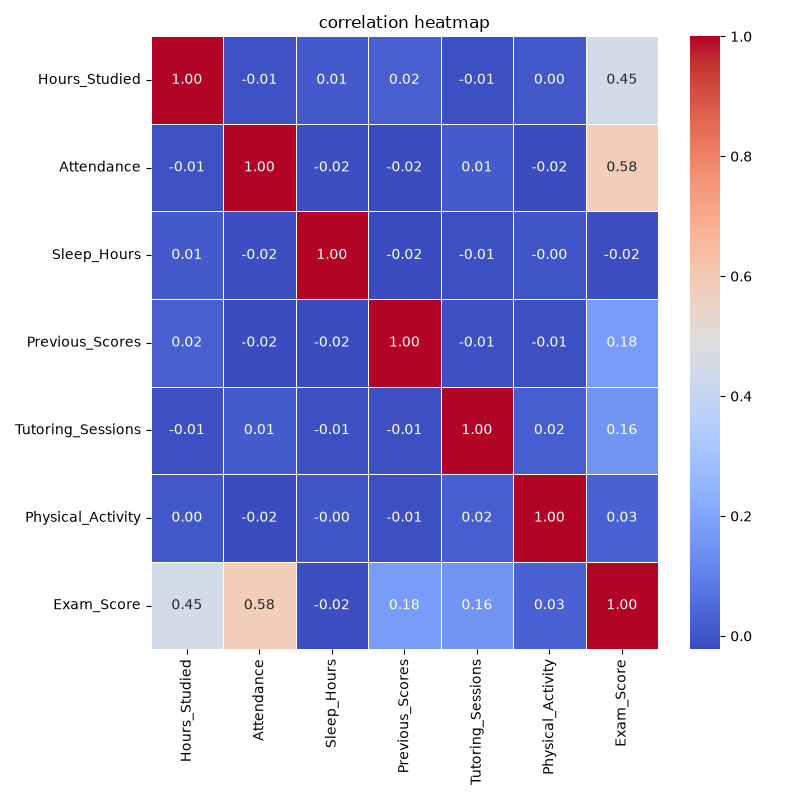 correlation heatmap
Hours_Studied 1.00 -0.01 0.01 0.02 -0.01 0.00 0.45
Attendance -0.01 1.00 -0.02 -0.02 0.01 -0.02 0.58
Sleep_Hours 0.01 -0.02 1.00 -0.02 -0.01 -0.00 -0.02
Previous_Scores 0.02 -0.02 -0.02 1.00 -0.01 -0.01 0.18
Tutoring_Sessions -0.01 0.01 -0.01 -0.01 1.00 0.02 0.16
Physical_Activity 0.00 -0.02 -0.00 -0.01 0.02 1.00 0.03
Exam_Score 0.45 0.58 -0.02 0.18 0.16 0.03 1.00
Hours_Studied
Attendance
Sleep_Hours
Previous_Scores
Tutoring_Sessions
Physical_Activity
Exam_Score
1.0
0.8
0.6
0.4
0.2
0.0